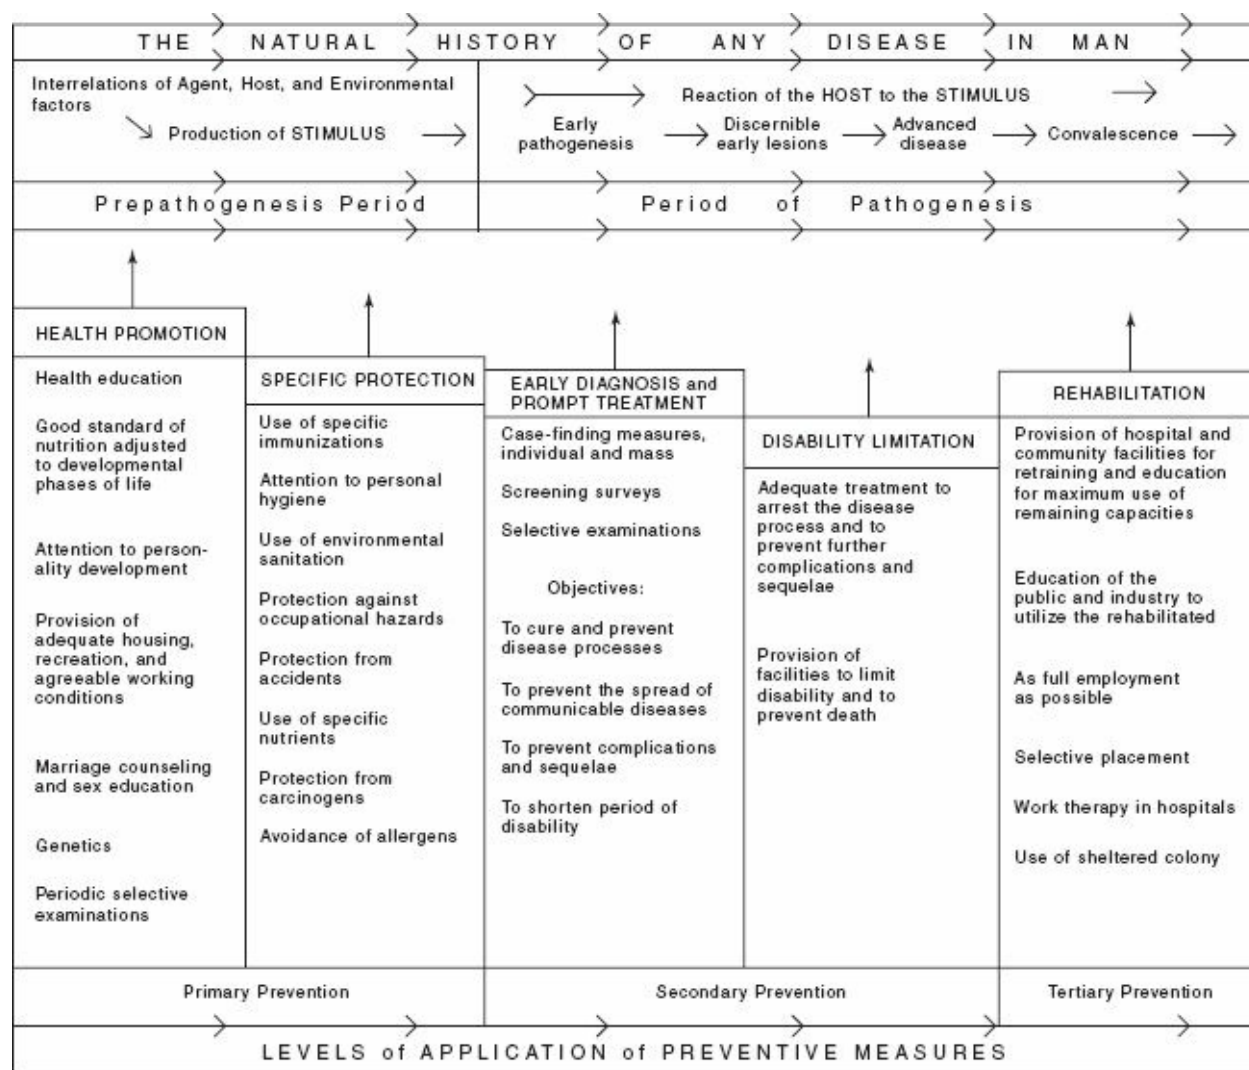 THE NATURAL HISTORY OF ANY DISEASE IN MAN
Interrelations of Agent, Host, and Environmental
factors
Production of STIMULUS
Reaction of the HOST to the STIMULUS
Early
pathogenesis
Discernible
early lesions
Advanced
disease
Convalescence
Prepathogenesis Period
Period of Pathogenesis
HEALTH PROMOTION
Health education
Good standard of
nutrition adjusted
to developmental
phases of life
Attention to person-
ality development
Provision of
adequate housing,
recreation, and
agreeable working
conditions
Marriage counseling
and sex education
Genetics
Periodic selective
examinations
SPECIFIC PROTECTION
Use of specific
immunizations
Attention to personal
hygiene
Use of environmental
sanitation
Protection against
occupational hazards
Protection from
accidents
Use of specific
nutrients
Protection from
carcinogens
Avoidance of allergens
EARLY DIAGNOSIS and
PROMPT TREATMENT
Case-finding measures,
individual and mass
Screening surveys
Selective examinations
Objectives:
To cure and prevent
disease processes
To prevent the spread of
communicable diseases
To prevent complications
and sequelae
To shorten period of
disability
DISABILITY LIMITATION
Adequate treatment to
arrest the disease
process and to
prevent further
complications and
sequelae
Provision of
facilities to limit
disability and to
prevent death
REHABILITATION
Provision of hospital and
community facilities for
retraining and education
for maximum use of
remaining capacities
Education of the
public and industry to
utilize the rehabilitated
As full employment
as possible
Selective placement
Work therapy in hospitals
Use of sheltered colony
Primary Prevention
Secondary Prevention
Tertiary Prevention
LEVELS of APPLICATION of PREVENTIVE MEASURES